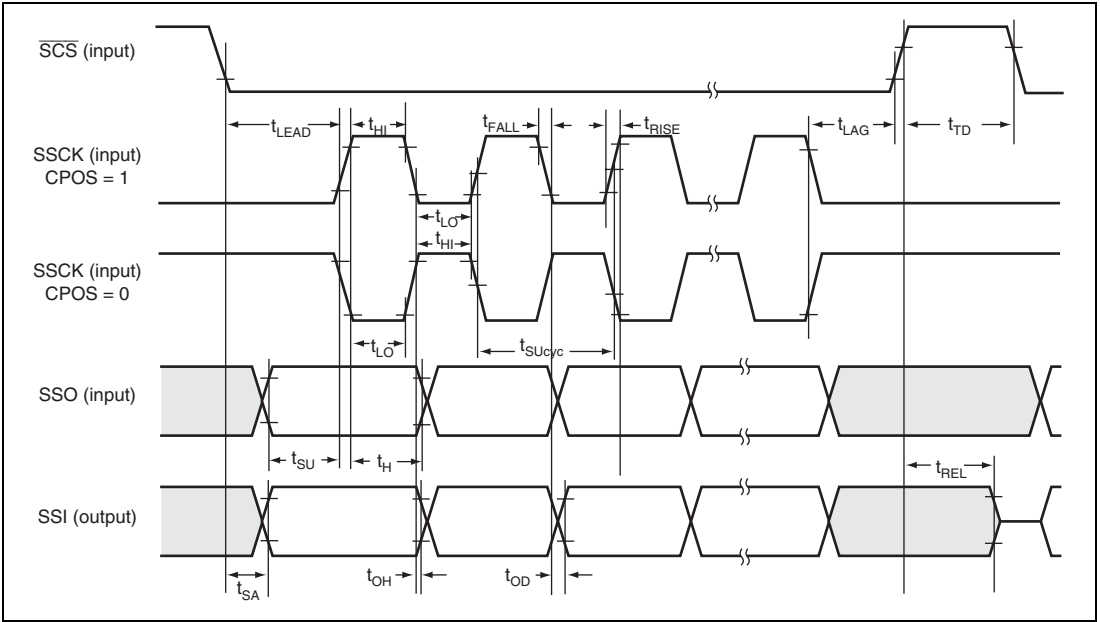 SCS (input)
tLEAD
tHI
tFALL
tRISE
tLAG
tTD
SSCK (input)
CPOS = 1
tLO
tHI
SSCK (input)
CPOS = 0
tLO
tSUcyc
SSO (input)
tSU
tH
tREL
SSI (output)
tSA
tOH
tOD